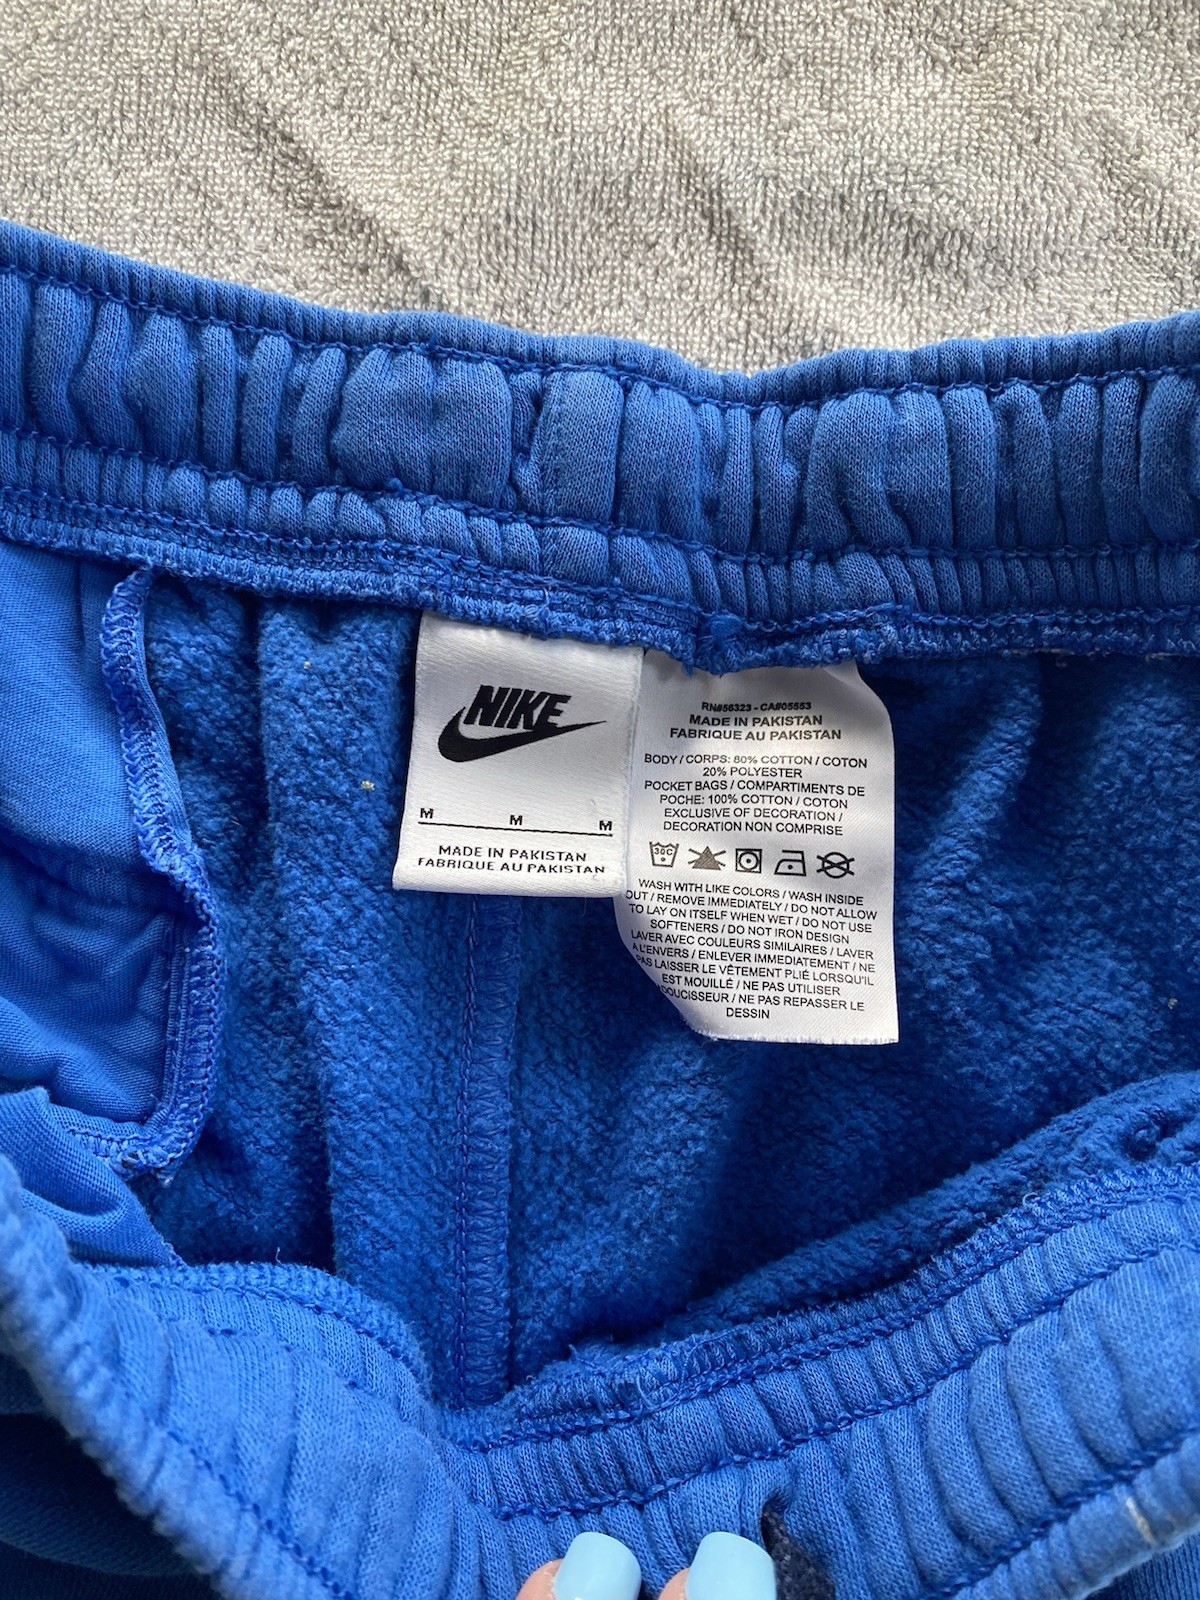 NIKE
M M M
MADE IN PAKISTAN
FABRIQUE AU PAKISTAN
RN#56323 - CA#05553
MADE IN PAKISTAN
FABRIQUE AU PAKISTAN
BODY / CORPS: 80% COTTON / COTON
20% POLYESTER
POCKET BAGS / COMPARTIMENTS DE
POCHE: 100% COTTON / COTON
EXCLUSIVE OF DECORATION /
DECORATION NON COMPRISE
30C
WASH WITH LIKE COLORS / WASH INSIDE
OUT / REMOVE IMMEDIATELY / DO NOT ALLOW
TO LAY ON ITSELF WHEN WET / DO NOT USE
SOFTENERS / DO NOT IRON DESIGN
LAVER AVEC COULEURS SIMILAIRES / LAVER
A L'ENVERS / ENLEVER IMMEDIATEMENT / NE
PAS LAISSER LE VÊTEMENT PLIÉ LORSQU'IL
EST MOUILLÉ / NE PAS UTILISER
DOUCISSEUR / NE PAS REPASSER LE
DESSIN